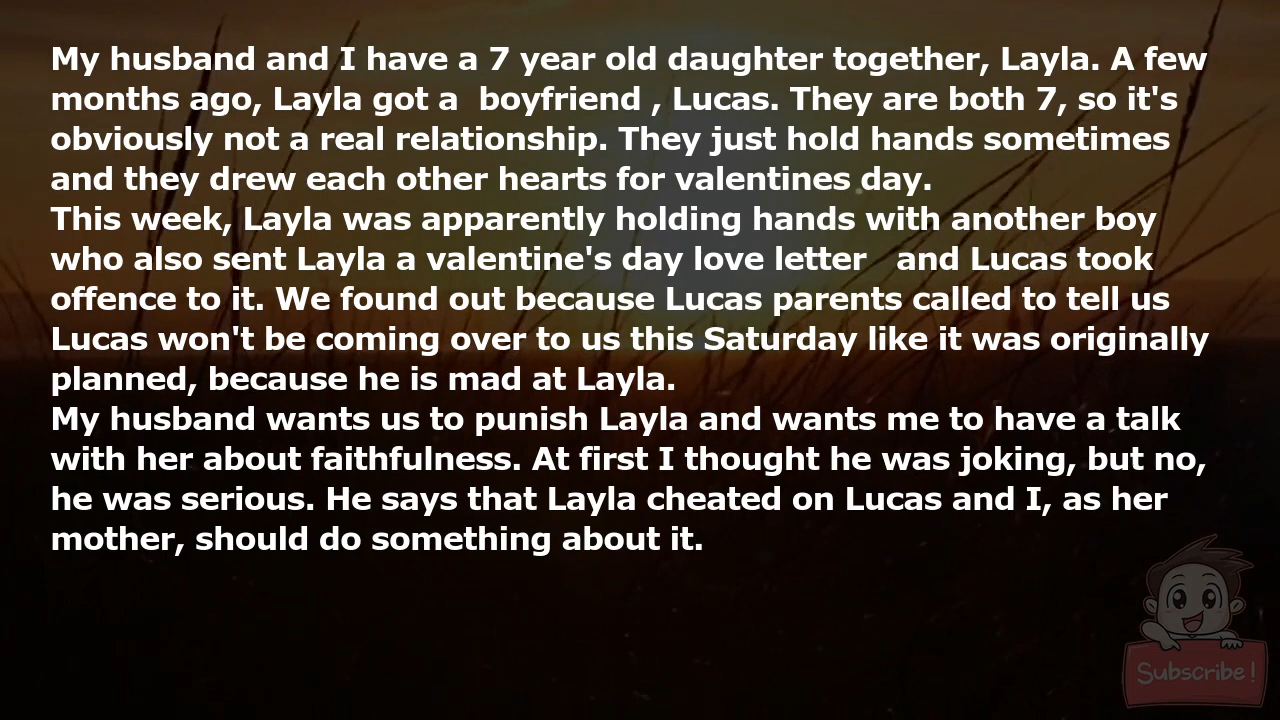 My husband and I have a 7 year old daughter together, Layla. A few
months ago, Layla got a  boyfriend , Lucas. They are both 7, so it's
obviously not a real relationship. They just hold hands sometimes
and they drew each other hearts for valentines day.
This week, Layla was apparently holding hands with another boy
who also sent Layla a valentine's day love letter   and Lucas took
offence to it. We found out because Lucas parents called to tell us
Lucas won't be coming over to us this Saturday like it was originally
planned, because he is mad at Layla.
My husband wants us to punish Layla and wants me to have a talk
with her about faithfulness. At first I thought he was joking, but no,
he was serious. He says that Layla cheated on Lucas and I, as her
mother, should do something about it.
Subscribe!